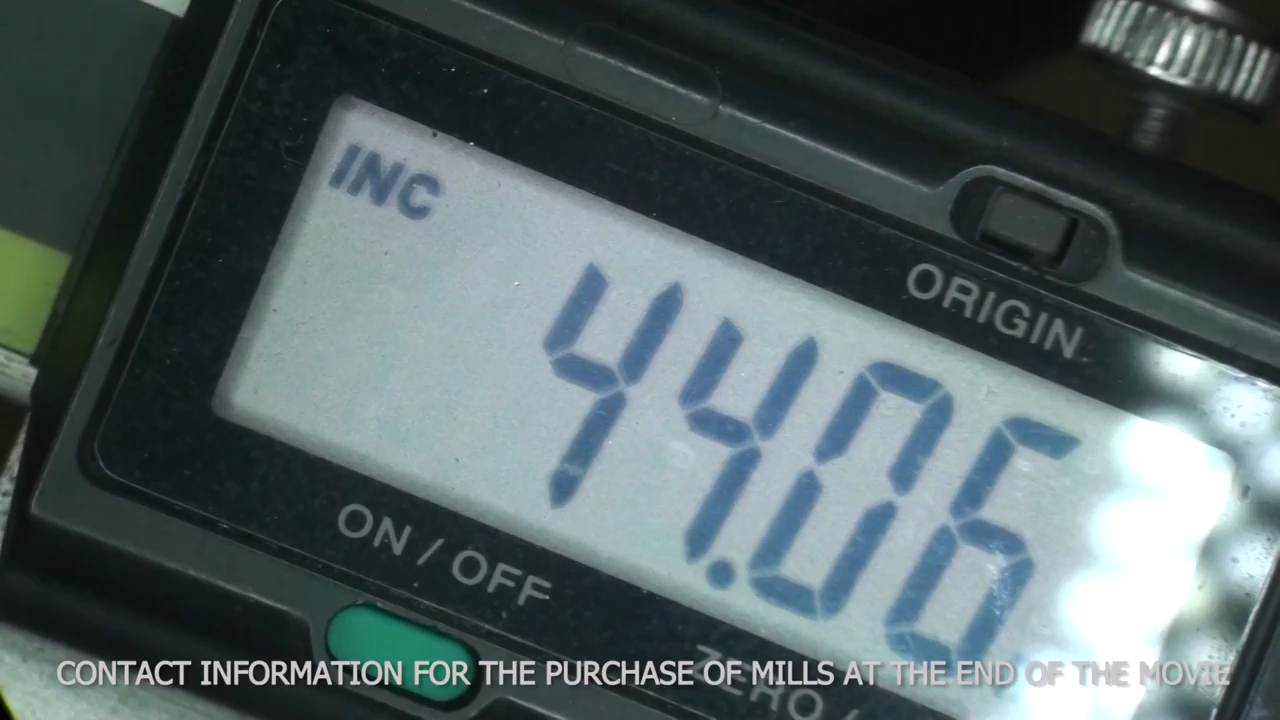 INC
44.06
ORIGIN
ON / OFF
ZERO /
CONTACT INFORMATION FOR THE PURCHASE OF MILLS AT THE END OF THE MOVIE